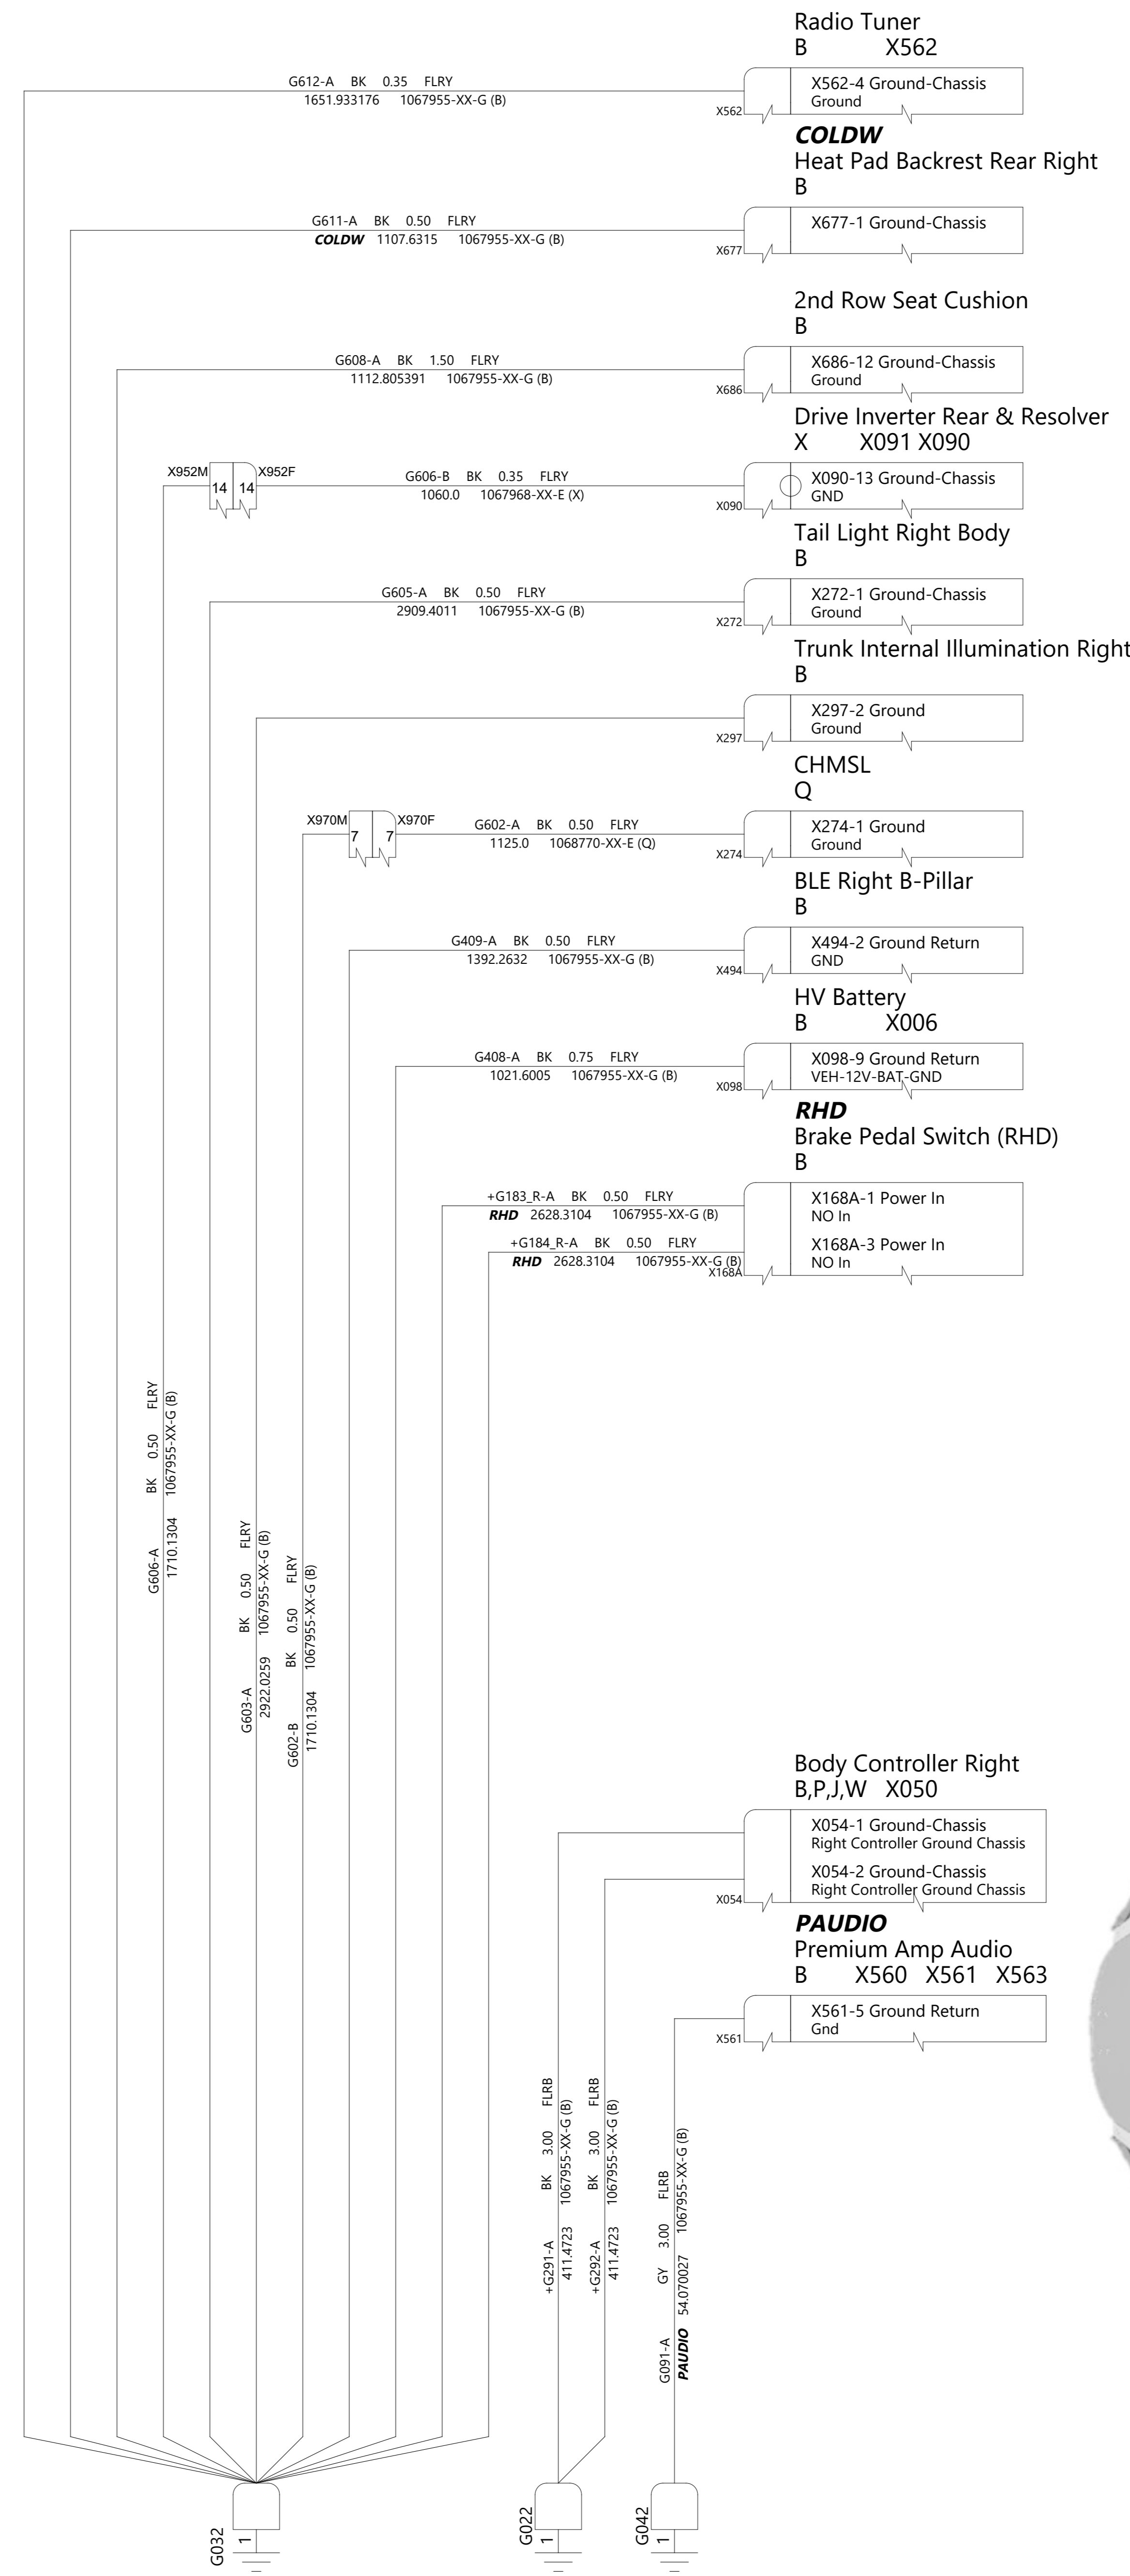 Radio Tuner
B X562
G612-A BK 0.35 FLRY
1651.933176 1067955-XX-G (B)
X562
X562-4 Ground-Chassis
Ground
COLDW
Heat Pad Backrest Rear Right
B
G611-A BK 0.50 FLRY
COLDW 1107.6315 1067955-XX-G (B)
X677
X677-1 Ground-Chassis
2nd Row Seat Cushion
B
G608-A BK 1.50 FLRY
1112.805391 1067955-XX-G (B)
X686
X686-12 Ground-Chassis
Ground
Drive Inverter Rear & Resolver
X X091 X090
X952M 14 14 X952F
G606-B BK 0.35 FLRY
1060.0 1067968-XX-E (X)
X090
X090-13 Ground-Chassis
GND
Tail Light Right Body
B
G605-A BK 0.50 FLRY
2909.4011 1067955-XX-G (B)
X272
X272-1 Ground-Chassis
Ground
Trunk Internal Illumination Right
B
X297
X297-2 Ground
Ground
CHMSL
Q
X970M 7 7 X970F
G602-A BK 0.50 FLRY
1125.0 1068770-XX-E (Q)
X274
X274-1 Ground
Ground
BLE Right B-Pillar
B
G409-A BK 0.50 FLRY
1392.2632 1067955-XX-G (B)
X494
X494-2 Ground Return
GND
HV Battery
B X006
G408-A BK 0.75 FLRY
1021.6005 1067955-XX-G (B)
X098
X098-9 Ground Return
VEH-12V-BAT-GND
RHD
Brake Pedal Switch (RHD)
B
+G183_R-A BK 0.50 FLRY
RHD 2628.3104 1067955-XX-G (B)
X168A-1 Power In
NO In
+G184_R-A BK 0.50 FLRY
RHD 2628.3104 1067955-XX-G (B)
X168A
X168A-3 Power In
NO In
G606-A BK 0.50 FLRY
1710.1304 1067955-XX-G (B)
G603-A BK 0.50 FLRY
2922.0259 1067955-XX-G (B)
G602-B BK 0.50 FLRY
1710.1304 1067955-XX-G (B)
Body Controller Right
B,P,J,W X050
X054-1 Ground-Chassis
Right Controller Ground Chassis
X054-2 Ground-Chassis
Right Controller Ground Chassis
X054
PAUDIO
Premium Amp Audio
B X560 X561 X563
X561-5 Ground Return
Gnd
X561
+G291-A BK 3.00 FLRB
411.4723 1067955-XX-G (B)
+G292-A BK 3.00 FLRB
411.4723 1067955-XX-G (B)
G091-A GY 3.00 FLRB
PAUDIO 54.070027 1067955-XX-G (B)
G032 1
G022 1
G042 1